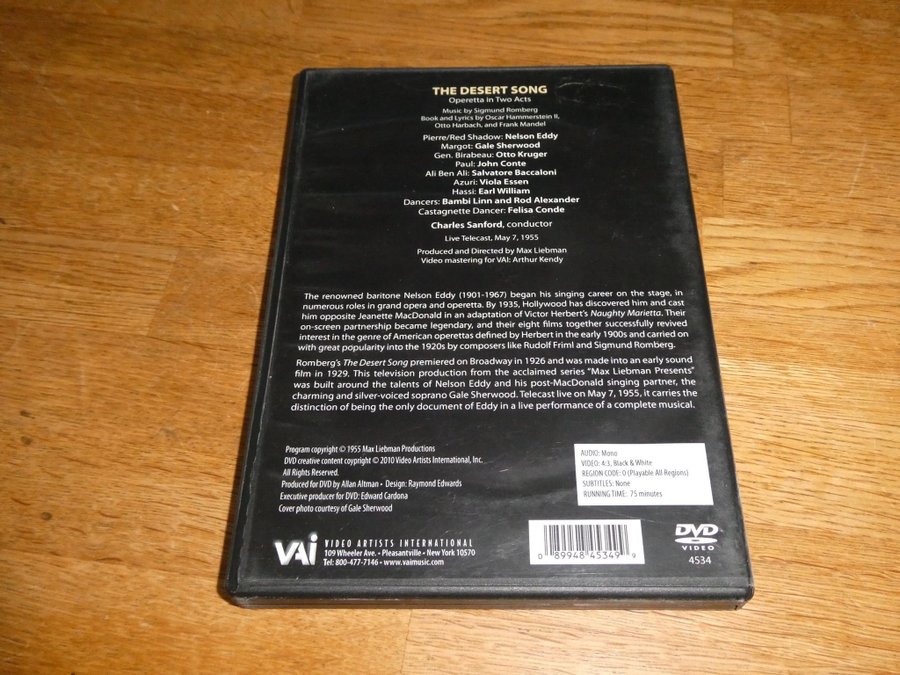 THE DESERT SONG
Operetta in Two Acts
Music by Sigmund Romberg
Book and Lyrics by Oscar Hammerstein II,
Otto Harbach, and Frank Mandel
Pierre/Red Shadow: Nelson Eddy
Margot: Gale Sherwood
Gen. Birabeau: Otto Kruger
Paul: John Conte
Ali Ben Ali: Salvatore Baccaloni
Azuri: Viola Essen
Hassi: Earl William
Dancers: Bambi Linn and Rod Alexander
Castagnette Dancer: Felisa Conde
Charles Sanford, conductor
Live Telecast, May 7, 1955
Produced and Directed by Max Liebman
Video mastering for VAI: Arthur Kendy
The renowned baritone Nelson Eddy (1901-1967) began his singing career on the stage, in
numerous roles in grand opera and operetta. By 1935, Hollywood has discovered him and cast
him opposite Jeanette MacDonald in an adaptation of Victor Herbert's Naughty Marietta. Their
on-screen partnership became legendary, and their eight films together successfully revived
interest in the genre of American operettas defined by Herbert in the early 1900s and carried on
with great popularity into the 1920s by composers like Rudolf Friml and Sigmund Romberg.
Romberg's The Desert Song premiered on Broadway in 1926 and was made into an early sound
film in 1929. This television production from the acclaimed series "Max Liebman Presents"
was built around the talents of Nelson Eddy and his post-MacDonald singing partner, the
charming and silver-voiced soprano Gale Sherwood. Telecast live on May 7, 1955, it carries the
distinction of being the only document of Eddy in a live performance of a complete musical.
Program copyright © 1955 Max Liebman Productions
DVD creative content copyright © 2010 Video Artists International, Inc.
All Rights Reserved.
Produced for DVD by Allan Altman • Design: Raymond Edwards
Executive producer for DVD: Edward Cardona
Cover photo courtesy of Gale Sherwood
AUDIO: Mono
VIDEO: 4:3, Black & White
REGION CODE: 0 (Playable All Regions)
SUBTITLES: None
RUNNING TIME: 75 minutes
VAI
VIDEO ARTISTS INTERNATIONAL
109 Wheeler Ave. • Pleasantville • New York 10570
Tel: 800-477-7146 • www.vaimusic.com
0 89948 45349 9
DVD
VIDEO
4534